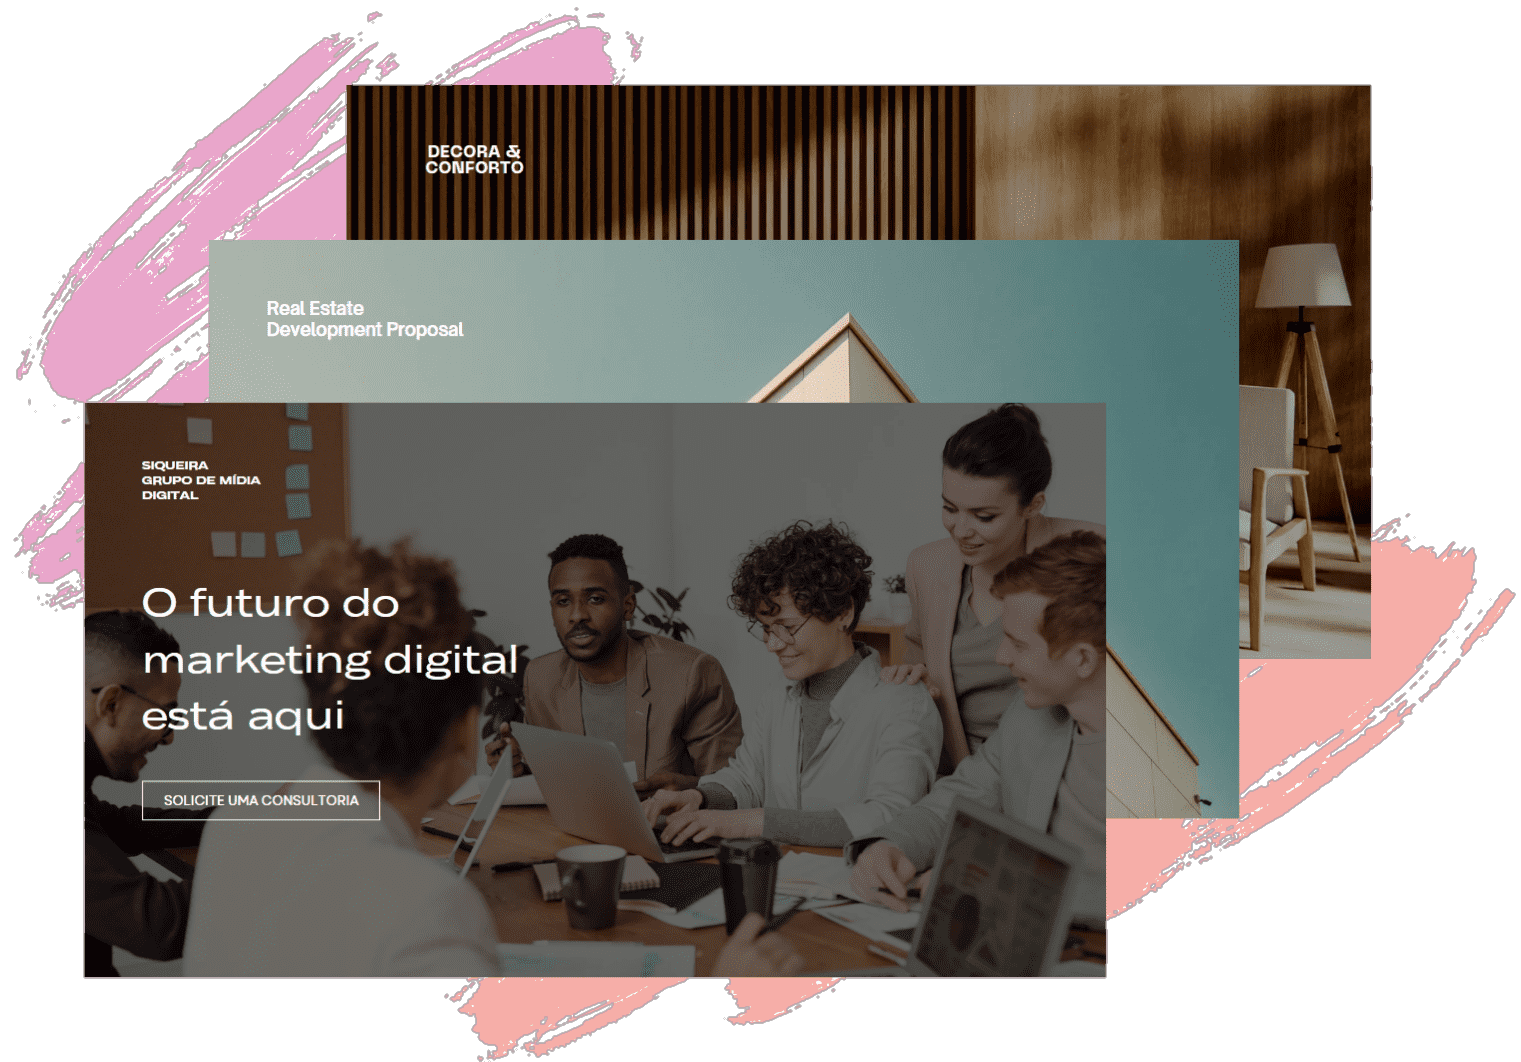 DECORA &
CONFORTO
Real Estate
Development Proposal
SIQUEIRA
GRUPO DE MÍDIA
DIGITAL
O futuro do
marketing digital
está aqui
SOLICITE UMA CONSULTORIA